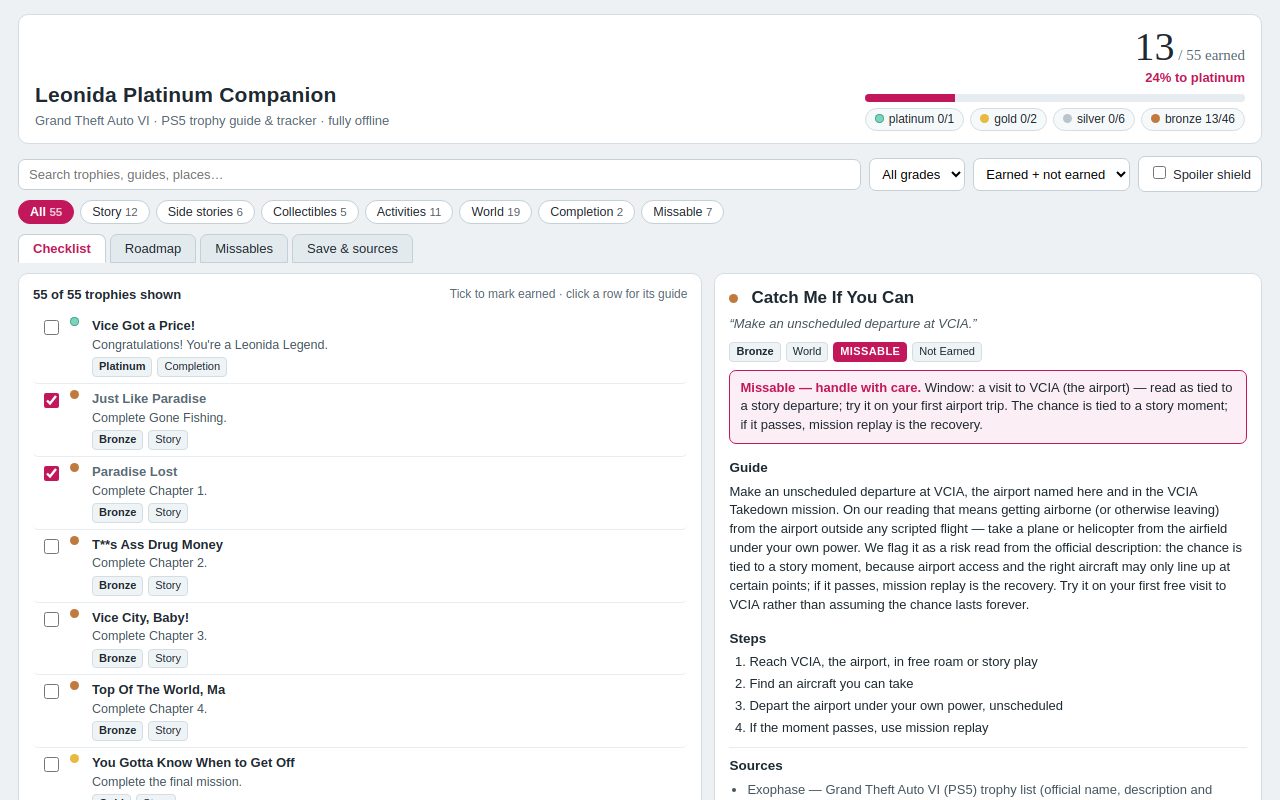 13 / 55 earned
24% to platinum
Leonida Platinum Companion
Grand Theft Auto VI · PS5 trophy guide & tracker · fully offline
platinum 0/1 gold 0/2 silver 0/6 bronze 13/46
Search trophies, guides, places…
All grades
Earned + not earned
Spoiler shield
All 55 Story 12 Side stories 6 Collectibles 5 Activities 11 World 19 Completion 2 Missable 7
Checklist Roadmap Missables Save & sources
55 of 55 trophies shown
Tick to mark earned · click a row for its guide
Vice Got a Price!
Congratulations! You're a Leonida Legend.
Platinum Completion
Just Like Paradise
Complete Gone Fishing.
Bronze Story
Paradise Lost
Complete Chapter 1.
Bronze Story
T**s Ass Drug Money
Complete Chapter 2.
Bronze Story
Vice City, Baby!
Complete Chapter 3.
Bronze Story
Top Of The World, Ma
Complete Chapter 4.
Bronze Story
You Gotta Know When to Get Off
Complete the final mission.
Catch Me If You Can
“Make an unscheduled departure at VCIA.”
Bronze World MISSABLE Not Earned
Missable — handle with care. Window: a visit to VCIA (the airport) — read as tied to
a story departure; try it on your first airport trip. The chance is tied to a story moment;
if it passes, mission replay is the recovery.
Guide
Make an unscheduled departure at VCIA, the airport named here and in the VCIA
Takedown mission. On our reading that means getting airborne (or otherwise leaving)
from the airport outside any scripted flight — take a plane or helicopter from the airfield
under your own power. We flag it as a risk read from the official description: the chance is
tied to a story moment, because airport access and the right aircraft may only line up at
certain points; if it passes, mission replay is the recovery. Try it on your first free visit to
VCIA rather than assuming the chance lasts forever.
Steps
1. Reach VCIA, the airport, in free roam or story play
2. Find an aircraft you can take
3. Depart the airport under your own power, unscheduled
4. If the moment passes, use mission replay
Sources
• Exophase — Grand Theft Auto VI (PS5) trophy list (official name, description and